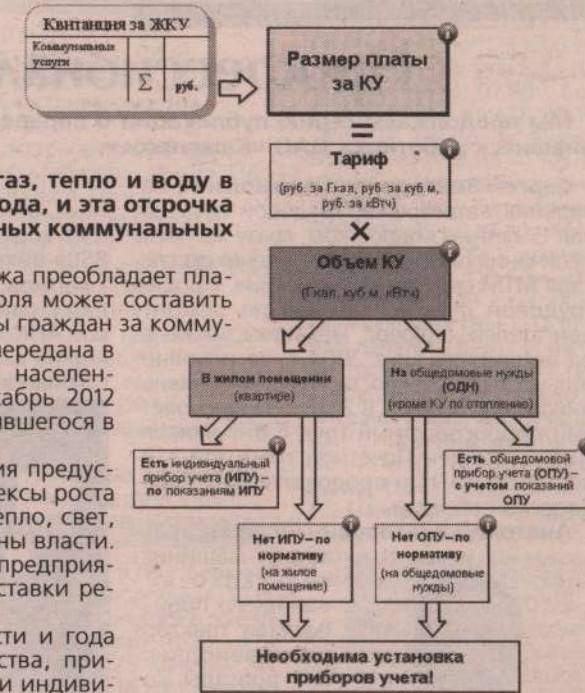 Квитанция за ЖКУ
Коммунальные
услуги
Σ руб.
Размер платы
за КУ
=
Тариф
(руб. за Гкал, руб за куб.м,
руб. за кВтч)
×
Объем КУ
(Гкал, куб.м, кВтч)
В жилом помещении
(квартире)
На общедомовые нужды
(ОДН)
(кроме КУ по отоплению)
Есть индивидуальный
прибор учета (ИПУ) –
по показаниям ИПУ
Есть общедомовой
прибор учета (ОПУ) –
с учетом показаний
ОПУ
Нет ИПУ – по
нормативу
(на жилое
помещение)
Нет ОПУ – по
нормативу
(на общедомовые
нужды)
Необходима установка
приборов учета!
газ, тепло и воду в
ода, и эта отсрочка
ных коммунальных
жа преобладает пла-
оля может составить
ы граждан за комму-
передана в
населен-
кабрь 2012
ившегося в
ия предус-
ексы роста
епло, свет,
ны власти.
предприя-
ставки ре-
сти и года
ства, при-
и индиви-